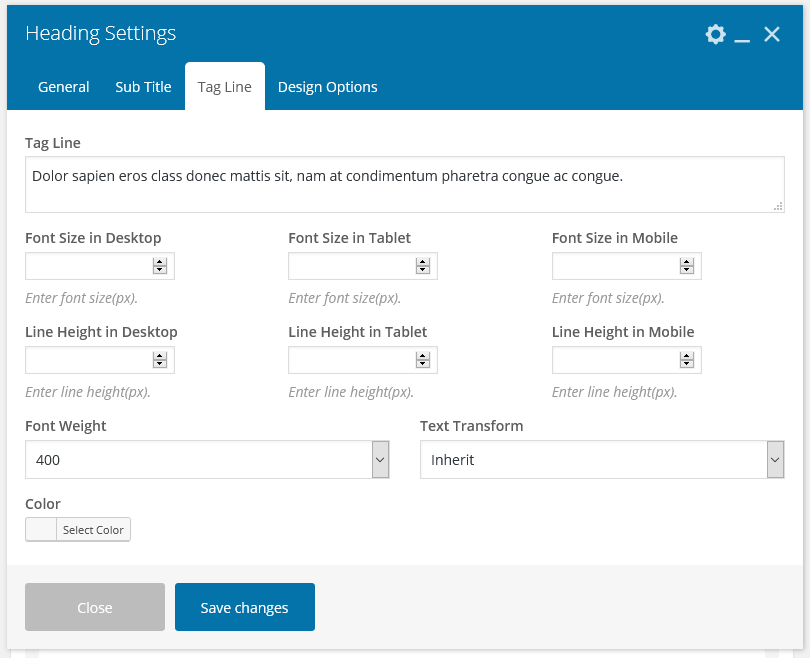 Heading Settings
General Sub Title Tag Line Design Options
Tag Line
Dolor sapien eros class donec mattis sit, nam at condimentum pharetra congue ac congue.
Font Size in Desktop Font Size in Tablet Font Size in Mobile
Enter font size(px). Enter font size(px). Enter font size(px).
Line Height in Desktop Line Height in Tablet Line Height in Mobile
Enter line height(px). Enter line height(px). Enter line height(px).
Font Weight Text Transform
400 Inherit
Color
Select Color
Close Save changes